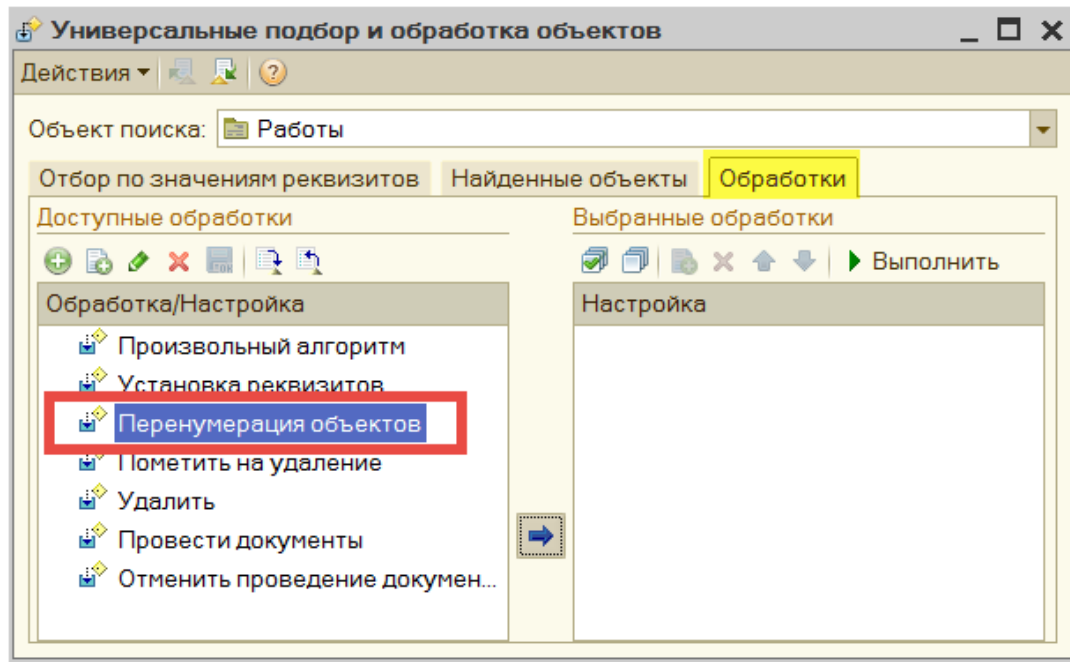 Универсальные подбор и обработка объектов
Действия
Объект поиска: Работы
Отбор по значениям реквизитов Найденные объекты Обработки
Доступные обработки
Выбранные обработки
Выполнить
Обработка/Настройка
Настройка
Произвольный алгоритм
Установка реквизитов
Перенумерация объектов
Пометить на удаление
Удалить
Провести документы
Отменить проведение докумен...